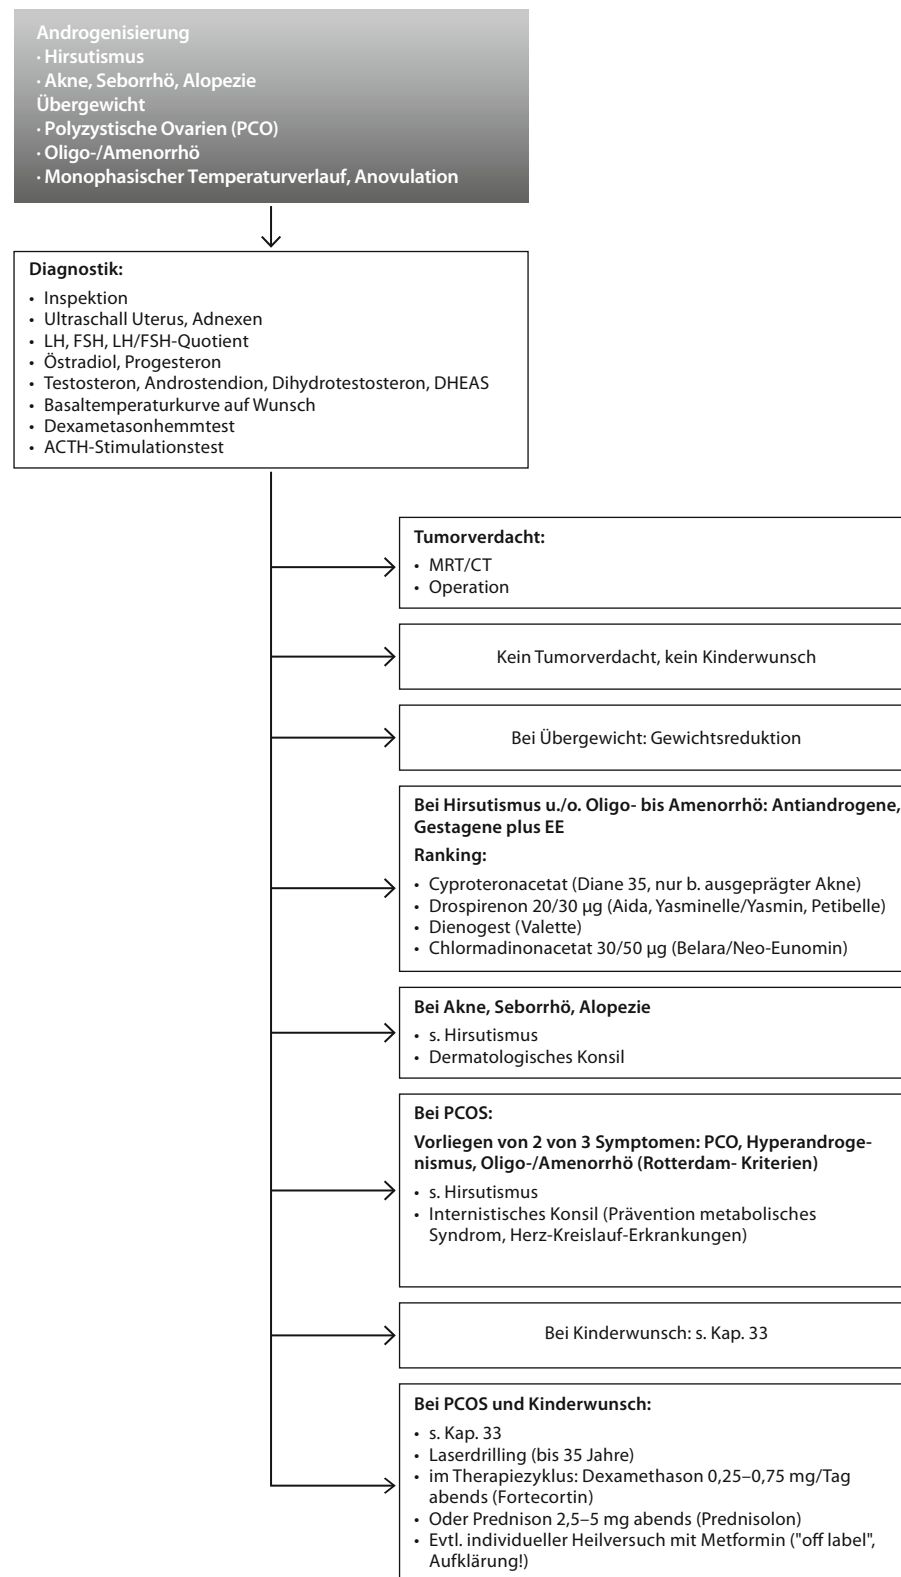 Androgenisierung
· Hirsutismus
· Akne, Seborrhö, Alopezie
Übergewicht
· Polyzystische Ovarien (PCO)
· Oligo-/Amenorrhö
· Monophasischer Temperaturverlauf, Anovulation
Diagnostik:
• Inspektion
• Ultraschall Uterus, Adnexen
• LH, FSH, LH/FSH-Quotient
• Östradiol, Progesteron
• Testosteron, Androstendion, Dihydrotestosteron, DHEAS
• Basaltemperaturkurve auf Wunsch
• Dexametasonhemmtest
• ACTH-Stimulationstest
Tumorverdacht:
• MRT/CT
• Operation
Kein Tumorverdacht, kein Kinderwunsch
Bei Übergewicht: Gewichtsreduktion
Bei Hirsutismus u./o. Oligo- bis Amenorrhö: Antiandrogene,
Gestagene plus EE
Ranking:
• Cyproteronacetat (Diane 35, nur b. ausgeprägter Akne)
• Drospirenon 20/30 µg (Aida, Yasminelle/Yasmin, Petibelle)
• Dienogest (Valette)
• Chlormadinonacetat 30/50 µg (Belara/Neo-Eunomin)
Bei Akne, Seborrhö, Alopezie
• s. Hirsutismus
• Dermatologisches Konsil
Bei PCOS:
Vorliegen von 2 von 3 Symptomen: PCO, Hyperandroge-
nismus, Oligo-/Amenorrhö (Rotterdam- Kriterien)
• s. Hirsutismus
• Internistisches Konsil (Prävention metabolisches
Syndrom, Herz-Kreislauf-Erkrankungen)
Bei Kinderwunsch: s. Kap. 33
Bei PCOS und Kinderwunsch:
• s. Kap. 33
• Laserdrilling (bis 35 Jahre)
• im Therapiezyklus: Dexamethason 0,25–0,75 mg/Tag
abends (Fortecortin)
• Oder Prednison 2,5–5 mg abends (Prednisolon)
• Evtl. individueller Heilversuch mit Metformin ("off label",
Aufklärung!)